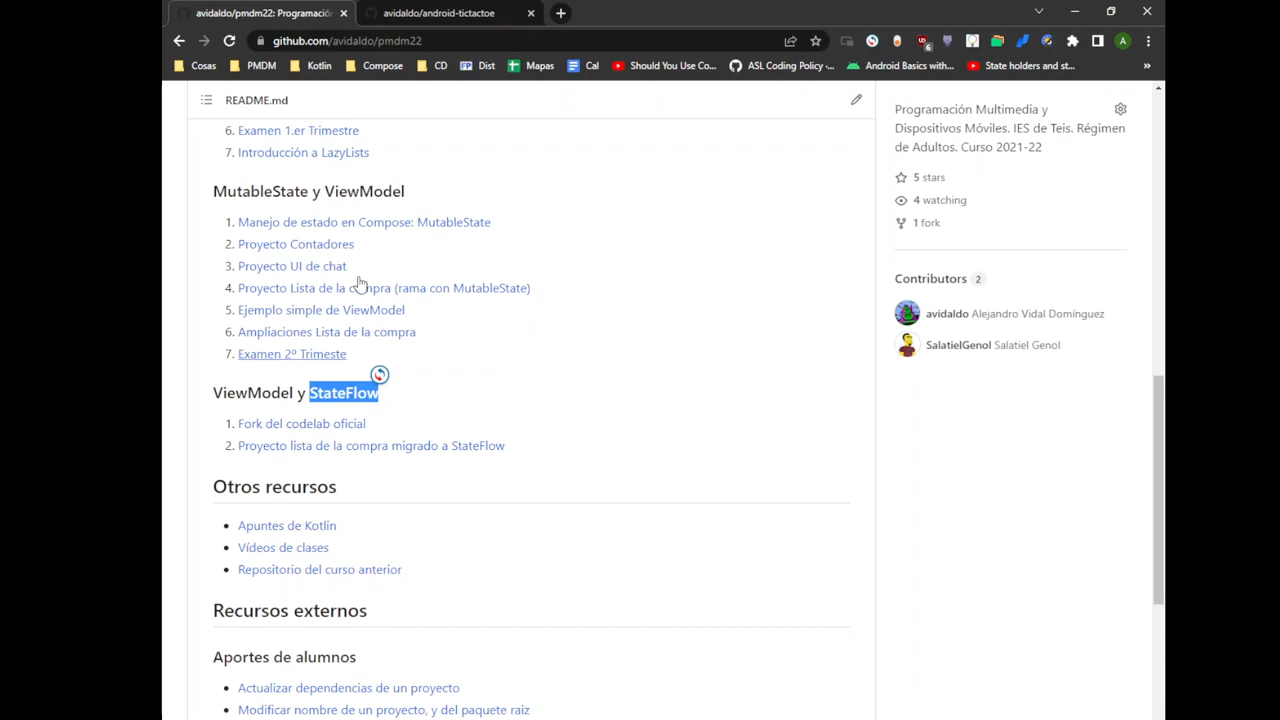 avidaldo/pmdm22: Programació
avidaldo/android-tictactoe
github.com/avidaldo/pmdm22
6
A
Cosas
PMDM
Kotlin
Compose
CD
FP Dist
Mapas
Cal
Should You Use Co...
ASL Coding Policy-...
Android Basics with...
State holders and st...
»
README.md
6. Examen 1.er Trimestre
7. Introducción a LazyLists
MutableState y ViewModel
1. Manejo de estado en Compose: MutableState
2. Proyecto Contadores
3. Proyecto UI de chat
4. Proyecto Lista de la compra (rama con MutableState)
5. Ejemplo simple de ViewModel
6. Ampliaciones Lista de la compra
7. Examen 2º Trimeste
ViewModel y StateFlow
1. Fork del codelab oficial
2. Proyecto lista de la compra migrado a StateFlow
Otros recursos
• Apuntes de Kotlin
• Vídeos de clases
• Repositorio del curso anterior
Recursos externos
Aportes de alumnos
• Actualizar dependencias de un proyecto
• Modificar nombre de un proyecto, y del paquete raiz
Programación Multimedia y
Dispositivos Móviles. IES de Teis. Régimen
de Adultos. Curso 2021-22
5 stars
4 watching
1 fork
Contributors 2
avidaldo Alejandro Vidal Domínguez
SalatielGenol Salatiel Genol